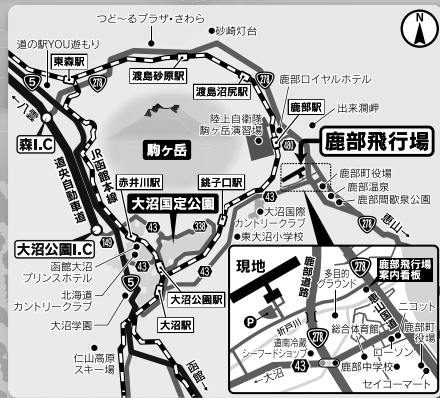 つど～るプラザ・さわら
砂崎灯台
N
道の駅YOU遊もり
東森駅
渡島砂原駅
渡島沼尻駅
278
278
5
鹿部ロイヤルホテル
鹿部駅
出来澗岬
←八雲
森I.C
陸上自衛隊
駒ヶ岳演習場
鹿部飛行場
駒ヶ岳
道央自動車道
JR函館本線
赤井川駅
銚子口駅
鹿部町役場
鹿部温泉
鹿部間歇泉公園
大沼国定公園
338
43
大沼国際
カントリークラブ
東大沼小学校
278
恵山→
大沼公園I.C
149
函館大沼
プリンスホテル
43
43
北海道
カントリークラブ
5
大沼公園駅
大沼学園
大沼駅
仁山高原
スキー場
函館→
現地
鹿部道路
多目的
グラウンド
278
鹿部飛行場
案内看板
P
折戸川
278
総合体育館
恵山国道
ニコット
鹿部町
役場
道南冷蔵
シーフードショップ
ローソン
←大沼
43
鹿部中学校
セイコーマート